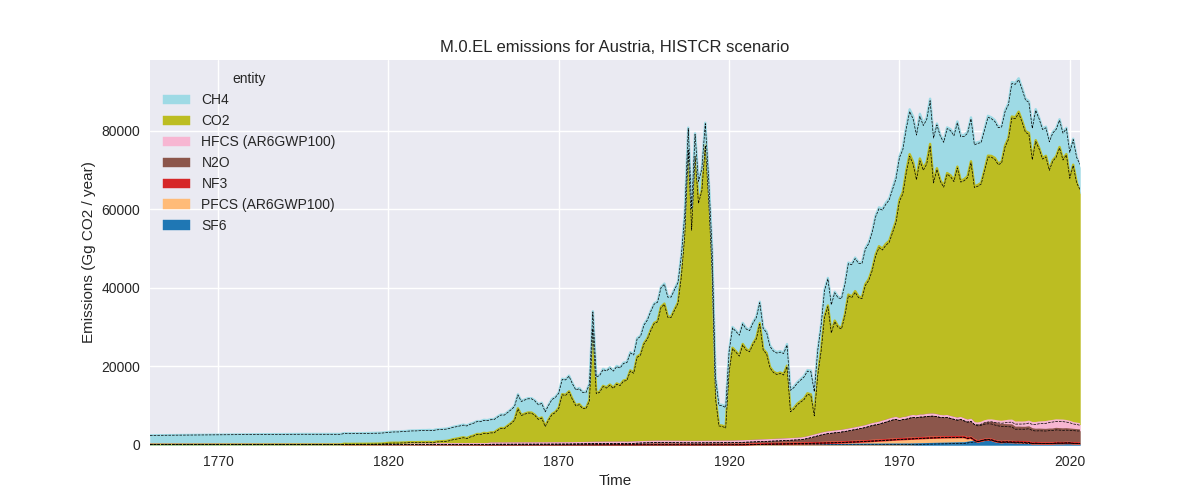 M.0.EL emissions for Austria, HISTCR scenario
entity
CH4
CO2
HFCS (AR6GWP100)
N2O
NF3
PFCS (AR6GWP100)
SF6
Emissions (Gg CO2 / year)
80000
60000
40000
20000
0
1770 1820 1870 1920 1970 2020
Time